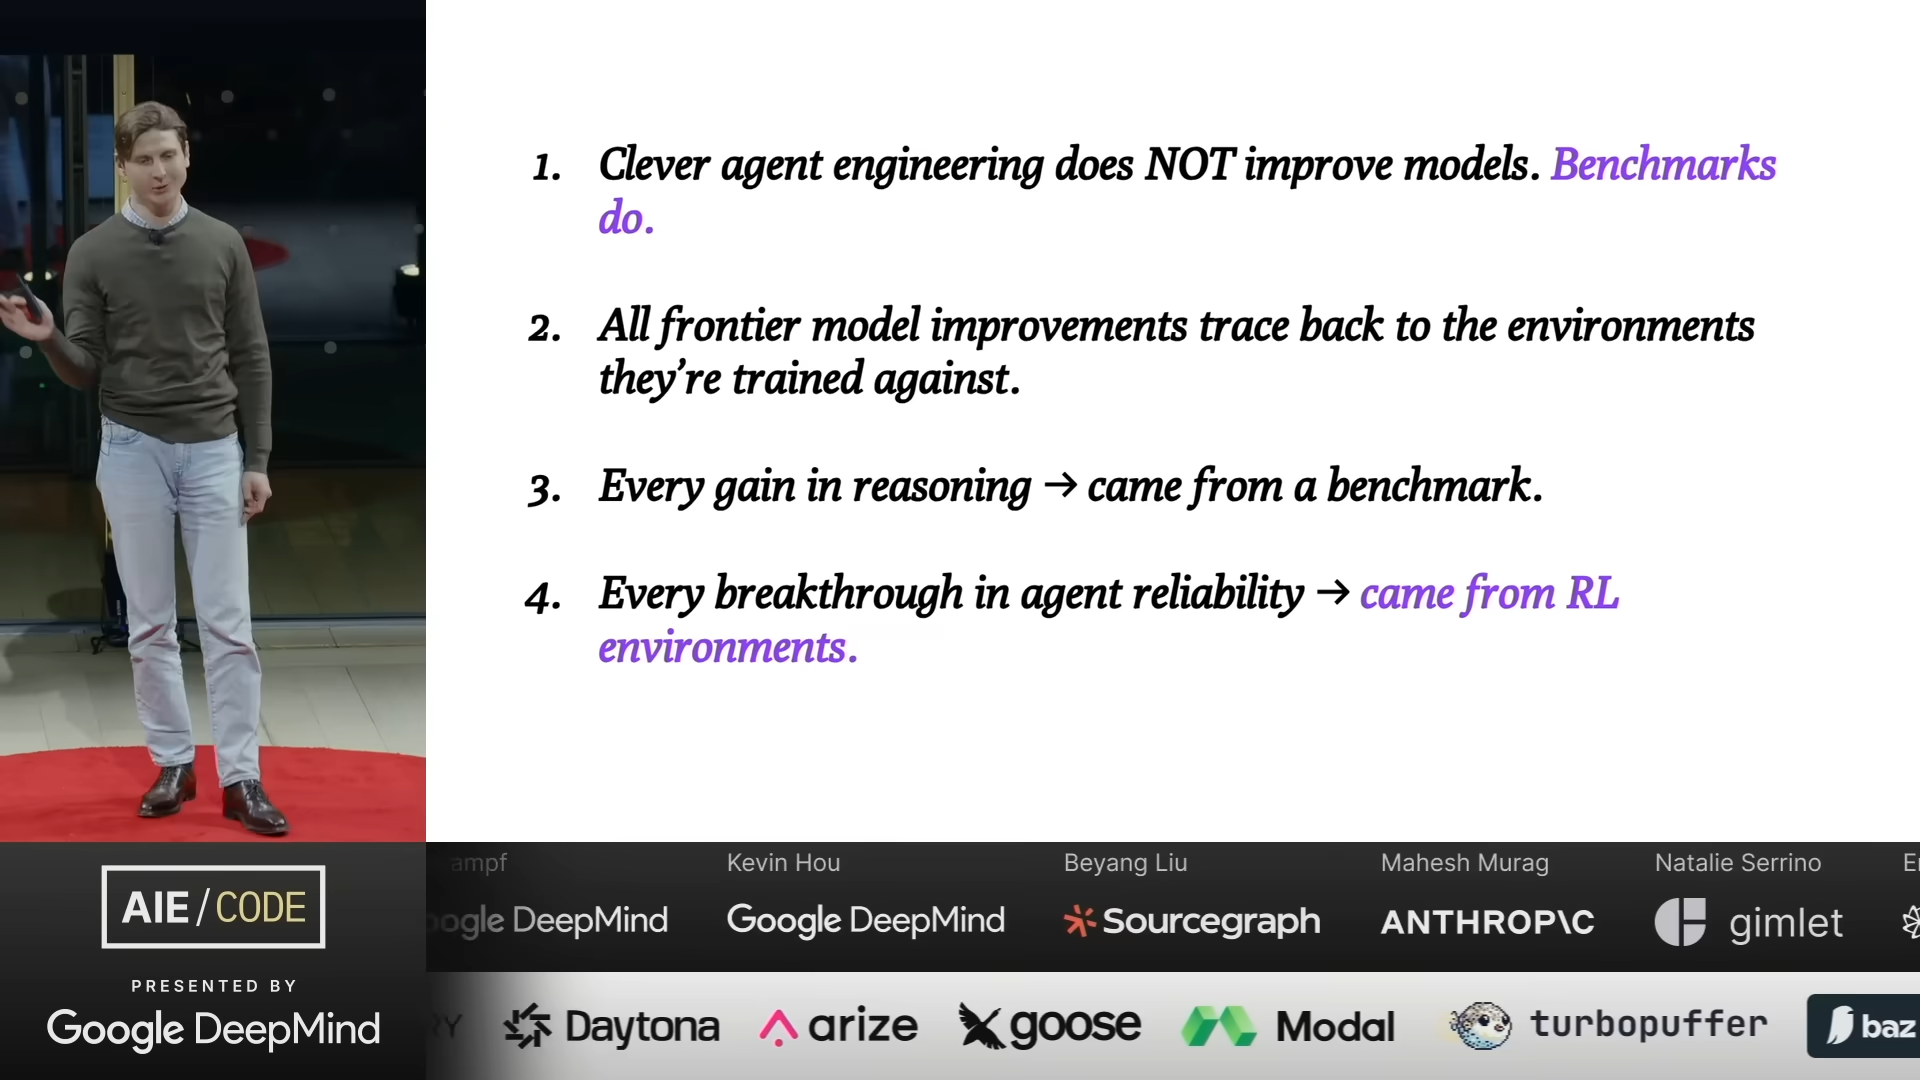 1. Clever agent engineering does NOT improve models. Benchmarks
do.
2. All frontier model improvements trace back to the environments
they're trained against.
3. Every gain in reasoning → came from a benchmark.
4. Every breakthrough in agent reliability → came from RL
environments.
AIE/CODE
PRESENTED BY
Google DeepMind
Kevin Hou
Beyang Liu
Mahesh Murag
Natalie Serrino
Google DeepMind
Google DeepMind
Sourcegraph
ANTHROP\C
gimlet
Daytona
arize
goose
Modal
turbopuffer
baz